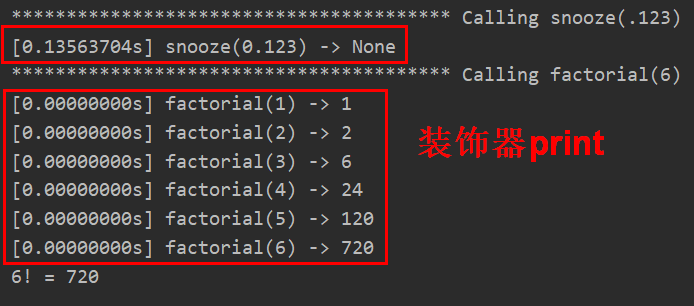 **************************************** Calling snooze(.123)
[0.13563704s] snooze(0.123) -> None
**************************************** Calling factorial(6)
[0.00000000s] factorial(1) -> 1
[0.00000000s] factorial(2) -> 2
[0.00000000s] factorial(3) -> 6
[0.00000000s] factorial(4) -> 24
[0.00000000s] factorial(5) -> 120
[0.00000000s] factorial(6) -> 720
6! = 720
装饰器print